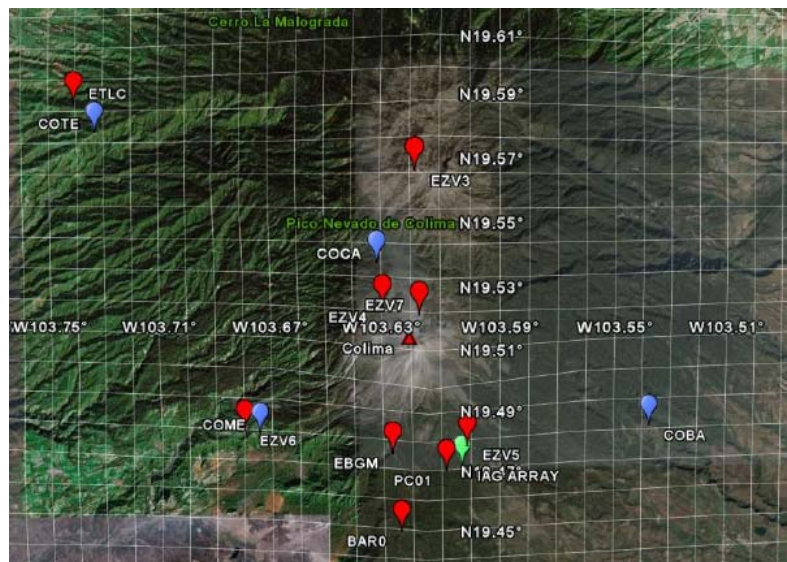 Cerro La Malograda
N19.61°
ETLC
N19.59°
COTE
N19.57°
EZV3
Pico Nevado de Colima
N19.55°
COCA
N19.53°
EZV7
EZV4
W103.75°
W103.71°
W103.67°
W103.63°
W103.59°
W103.55°
W103.51°
Colima
N19.51°
N19.49°
COME
EZV6
COBA
EBGM
EZV5
PC01
N19.47°
IAG ARRAY
N19.45°
BAR0